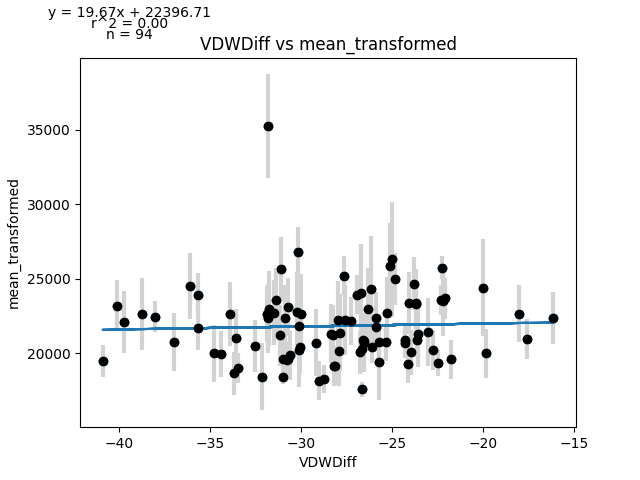 y = 19.67x + 22396.71
r^2 = 0.00
n = 94
VDWDiff vs mean_transformed
35000
30000
25000
20000
mean_transformed
−40
−35
−30
−25
−20
−15
VDWDiff